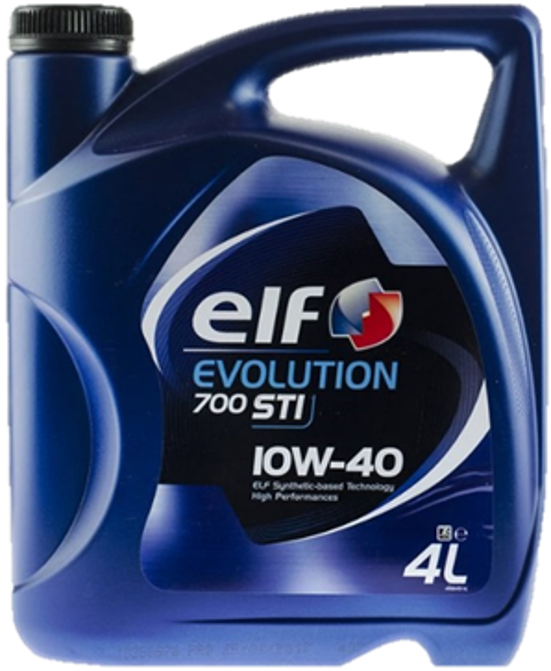 elf
EVOLUTION
700 STI
10W-40
ELF Synthetic-based Technology
High Performances
4L